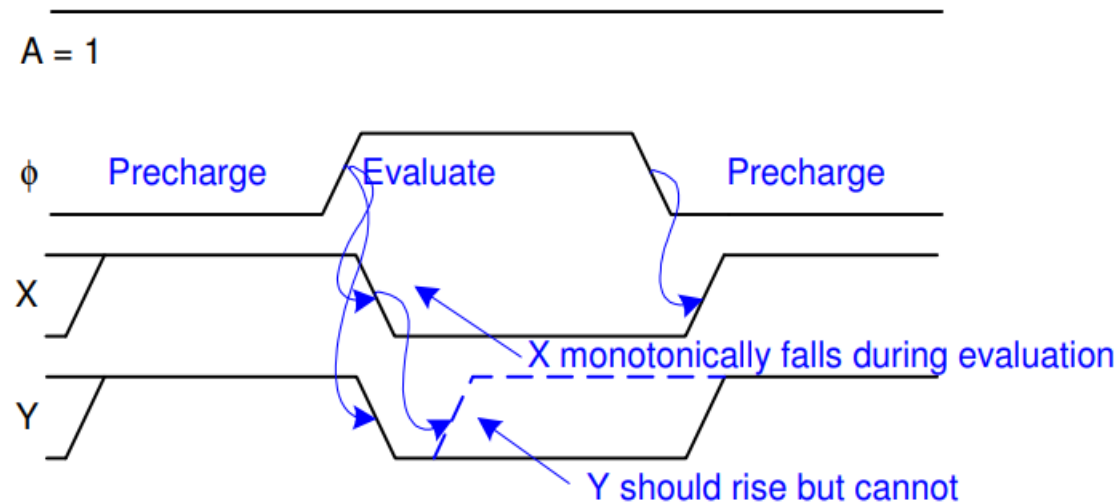 A = 1
ϕ Precharge Evaluate Precharge
X
X monotonically falls during evaluation
Y
Y should rise but cannot